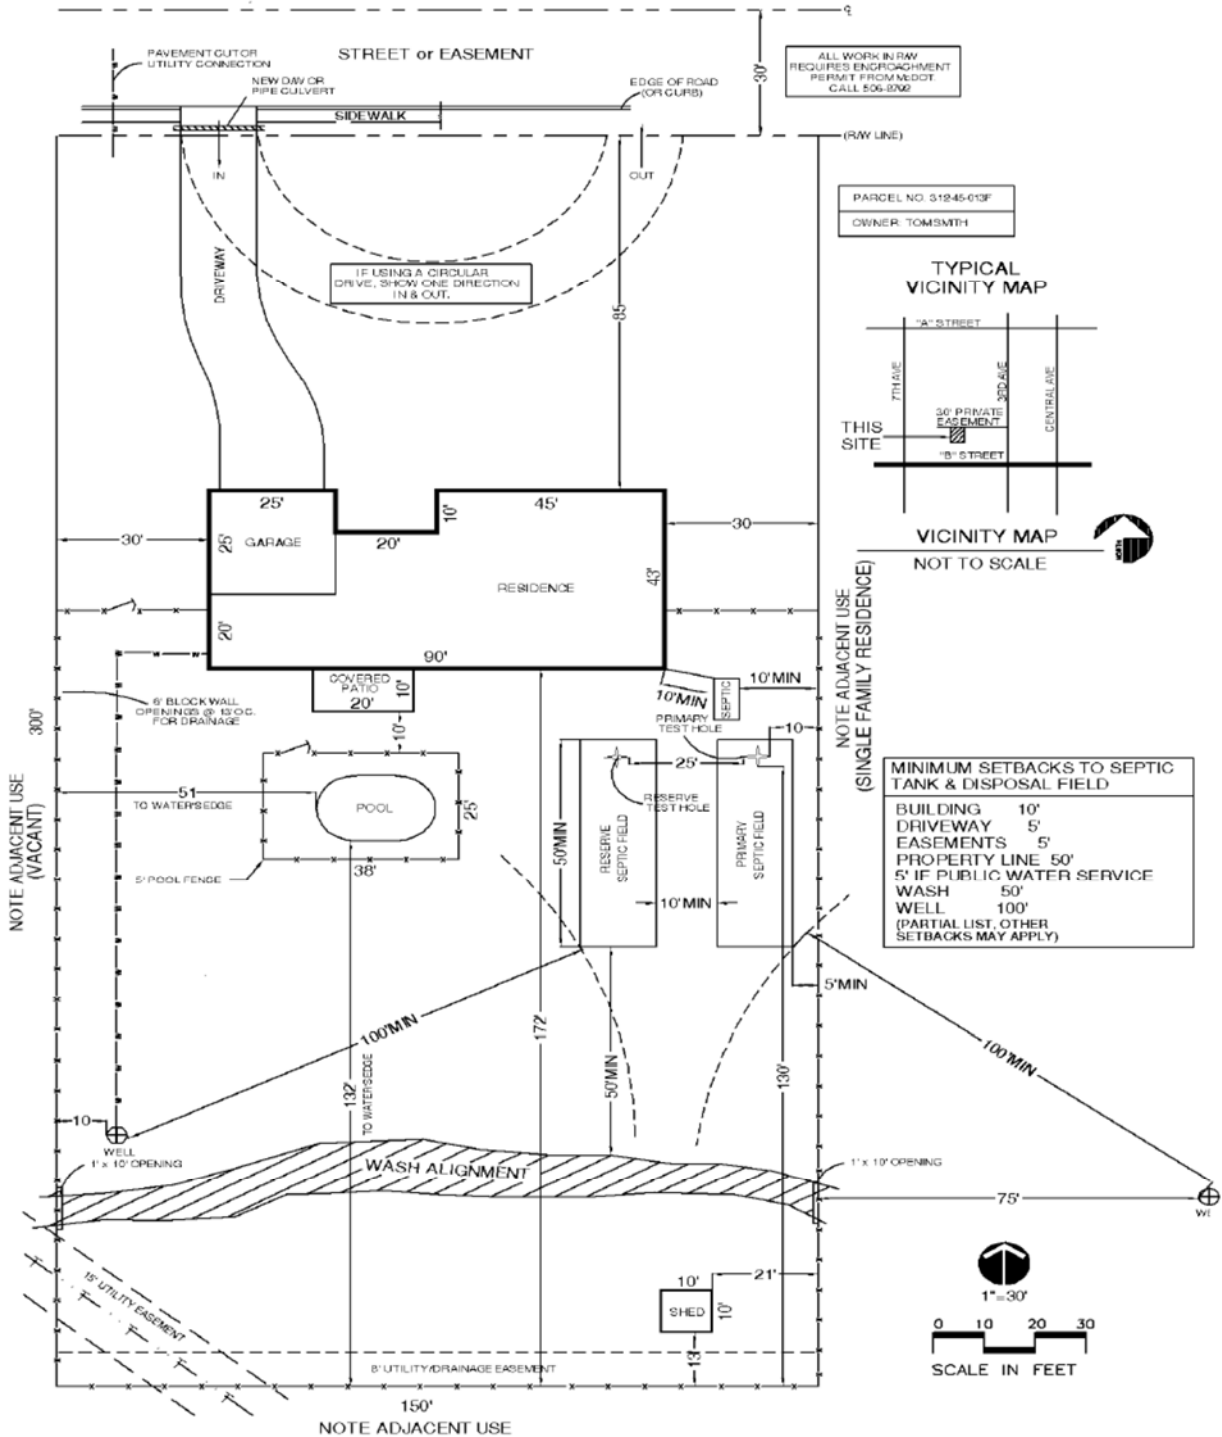 ℄
PAVEMENT CUT OR
UTILITY CONNECTION
STREET or EASEMENT
NEW D/W OR
PIPE CULVERT
EDGE OF ROAD
(OR CURB)
30'
ALL WORK IN R/W
REQUIRES ENCROACHMENT
PERMIT FROM McDOT.
CALL 506-8798
SIDEWALK
(R/W LINE)
IN
OUT
PARCEL NO. 312-45-013F
OWNER: TOM SMITH
DRIVEWAY
IF USING A CIRCULAR
DRIVE, SHOW ONE DIRECTION
IN & OUT.
85'
TYPICAL
VICINITY MAP
"A" STREET
7TH AVE
3RD AVE
CENTRAL AVE
30' PRIVATE
EASEMENT
THIS
SITE
"B" STREET
VICINITY MAP
NOT TO SCALE
NORTH
25'
45'
10'
20'
30'
25'
GARAGE
30
RESIDENCE
43'
20'
90'
NOTE ADJACENT USE
(SINGLE FAMILY RESIDENCE)
COVERED
PATIO
20'
10'
10'
10'MIN
SEPTIC
10'MIN
6' BLOCK WALL
OPENINGS @ 13'O.C.
FOR DRAINAGE
PRIMARY
TEST HOLE
10
300'
NOTE ADJACENT USE
(VACANT)
51
TO WATER'S EDGE
POOL
25'
38'
5' POOL FENCE
25'
RESERVE
TEST HOLE
50'MIN
RESERVE
SEPTIC FIELD
PRIMARY
SEPTIC FIELD
10'MIN
MINIMUM SETBACKS TO SEPTIC
TANK & DISPOSAL FIELD
BUILDING 10'
DRIVEWAY 5'
EASEMENTS 5'
PROPERTY LINE 50'
5' IF PUBLIC WATER SERVICE
WASH 50'
WELL 100'
(PARTIAL LIST, OTHER
SETBACKS MAY APPLY)
5'MIN
100'MIN
172'
50'MIN
130'
100'MIN
132'
TO WATER'S EDGE
10
WELL
1' x 10' OPENING
WASH ALIGNMENT
1' x 10' OPENING
75'
WE
15' UTILITY EASEMENT
10'
21'
SHED
10'
13'
8' UTILITY/DRAINAGE EASEMENT
1"=30'
0 10 20 30
SCALE IN FEET
150'
NOTE ADJACENT USE